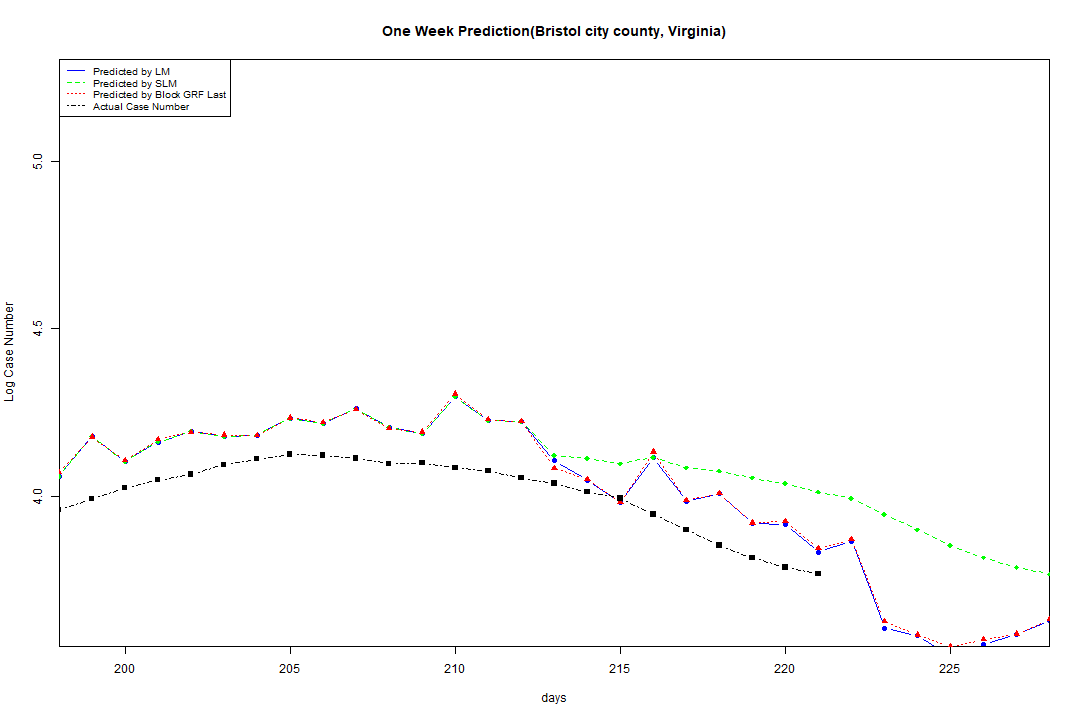 One Week Prediction(Bristol city county, Virginia)
Predicted by LM
Predicted by SLM
Predicted by Block GRF Last
Actual Case Number
5.0
4.5
4.0
Log Case Number
200 205 210 215 220 225
days